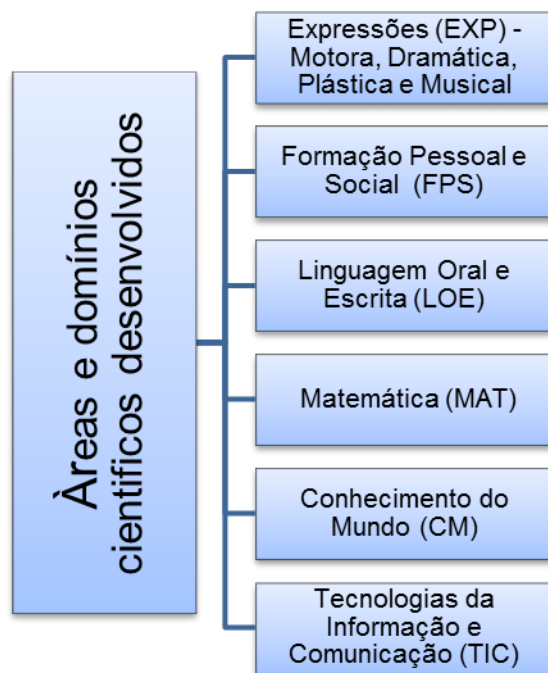 Àreas e domínios
científicos desenvolvidos
Expressões (EXP) -
Motora, Dramática,
Plástica e Musical
Formação Pessoal e
Social (FPS)
Linguagem Oral e
Escrita (LOE)
Matemática (MAT)
Conhecimento do
Mundo (CM)
Tecnologias da
Informação e
Comunicação (TIC)